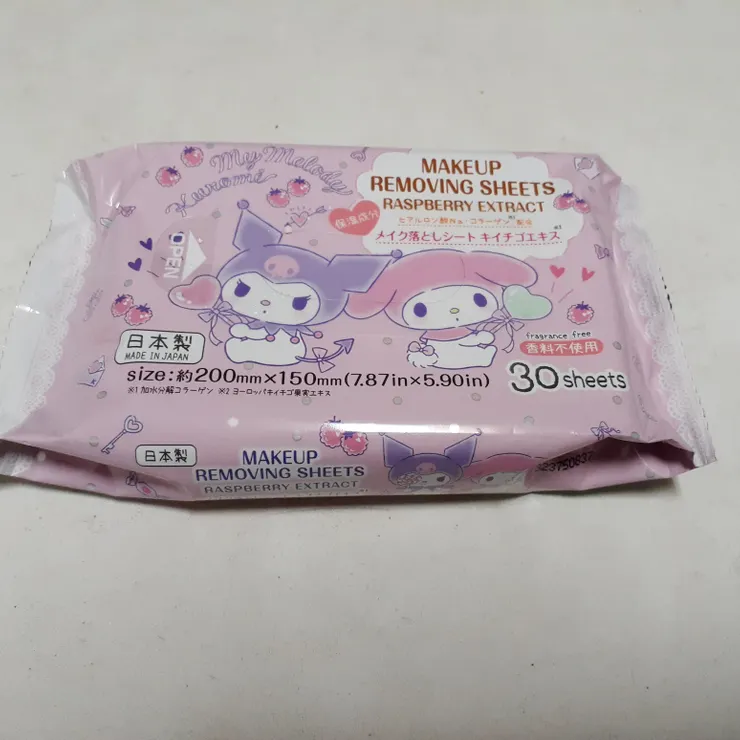 My Melody
Kuromi
MAKEUP
REMOVING SHEETS
RASPBERRY EXTRACT
保湿成分
ヒアルロン酸Na・コラーゲン※1 配合
メイク落としシート キイチゴエキス※2
OPEN
日本製
MADE IN JAPAN
fragrance free
香料不使用
size:約200mm×150mm(7.87in×5.90in)
30 sheets
※1 加水分解コラーゲン ※2 ヨーロッパキイチゴ果実エキス
日本製
MAKEUP
REMOVING SHEETS
RASPBERRY EXTRACT